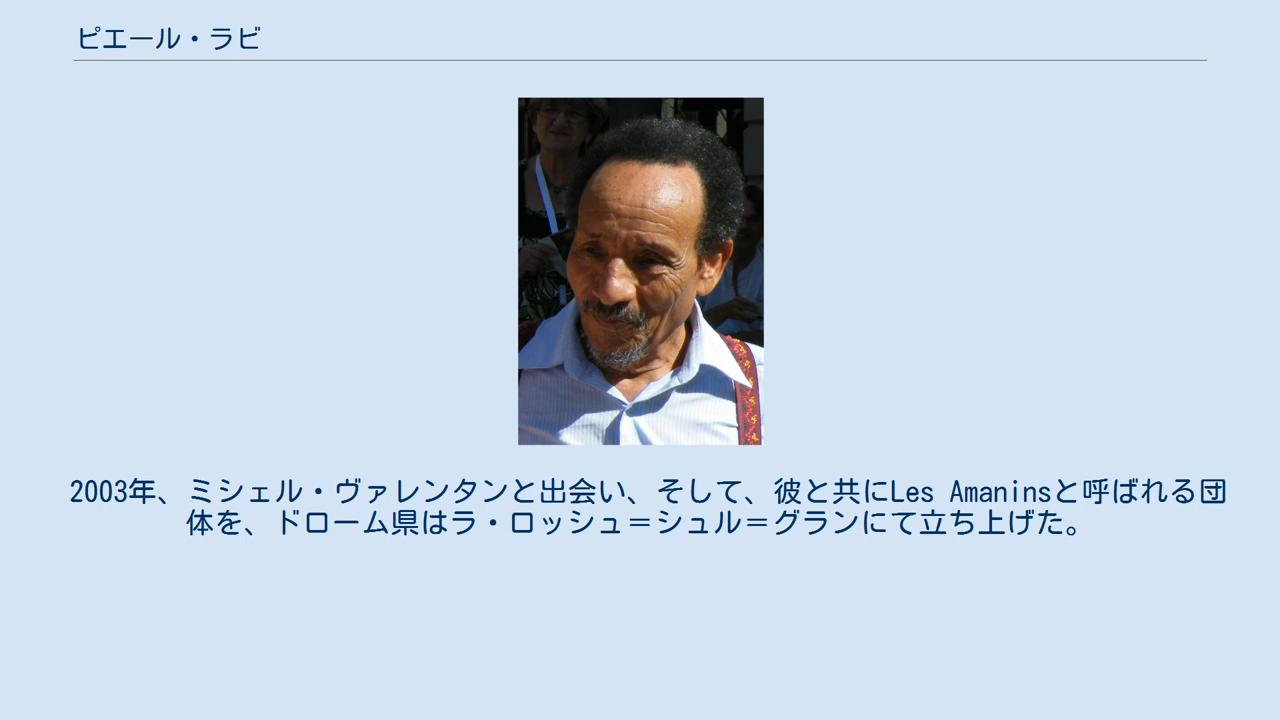 ピエール・ラビ
2003年、ミシェル・ヴァレンタンと出会い、そして、彼と共にLes Amaninsと呼ばれる団
体を、ドローム県はラ・ロッシュ＝シュル＝グランにて立ち上げた。